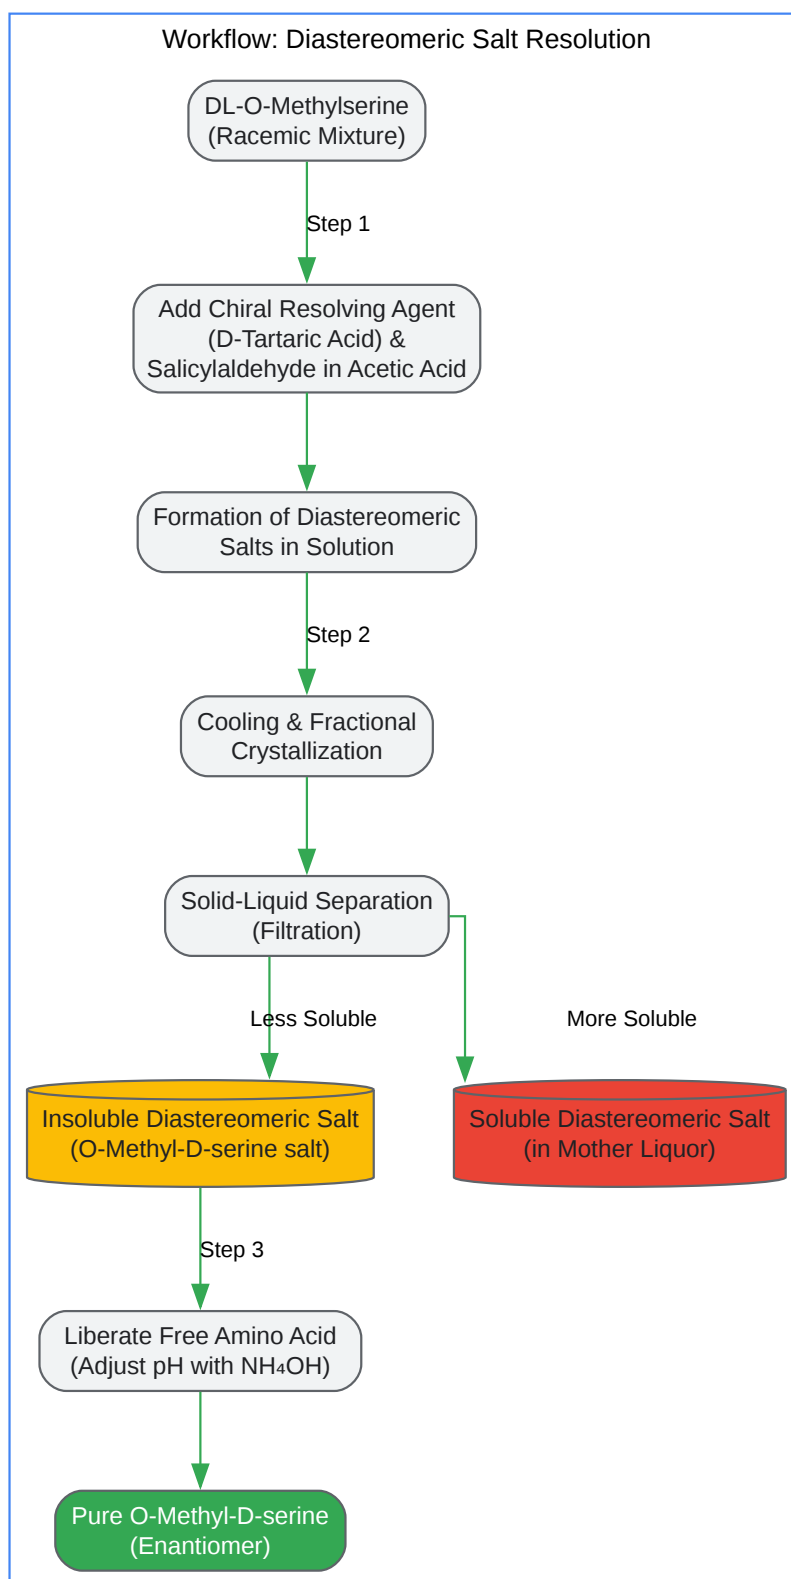 Workflow: Diastereomeric Salt Resolution
DL-O-Methylserine
(Racemic Mixture)
Step 1
Add Chiral Resolving Agent
(D-Tartaric Acid) &
Salicylaldehyde in Acetic Acid
Formation of Diastereomeric
Salts in Solution
Step 2
Cooling & Fractional
Crystallization
Solid-Liquid Separation
(Filtration)
Less Soluble
More Soluble
Insoluble Diastereomeric Salt
(O-Methyl-D-serine salt)
Soluble Diastereomeric Salt
(in Mother Liquor)
Step 3
Liberate Free Amino Acid
(Adjust pH with NH₄OH)
Pure O-Methyl-D-serine
(Enantiomer)